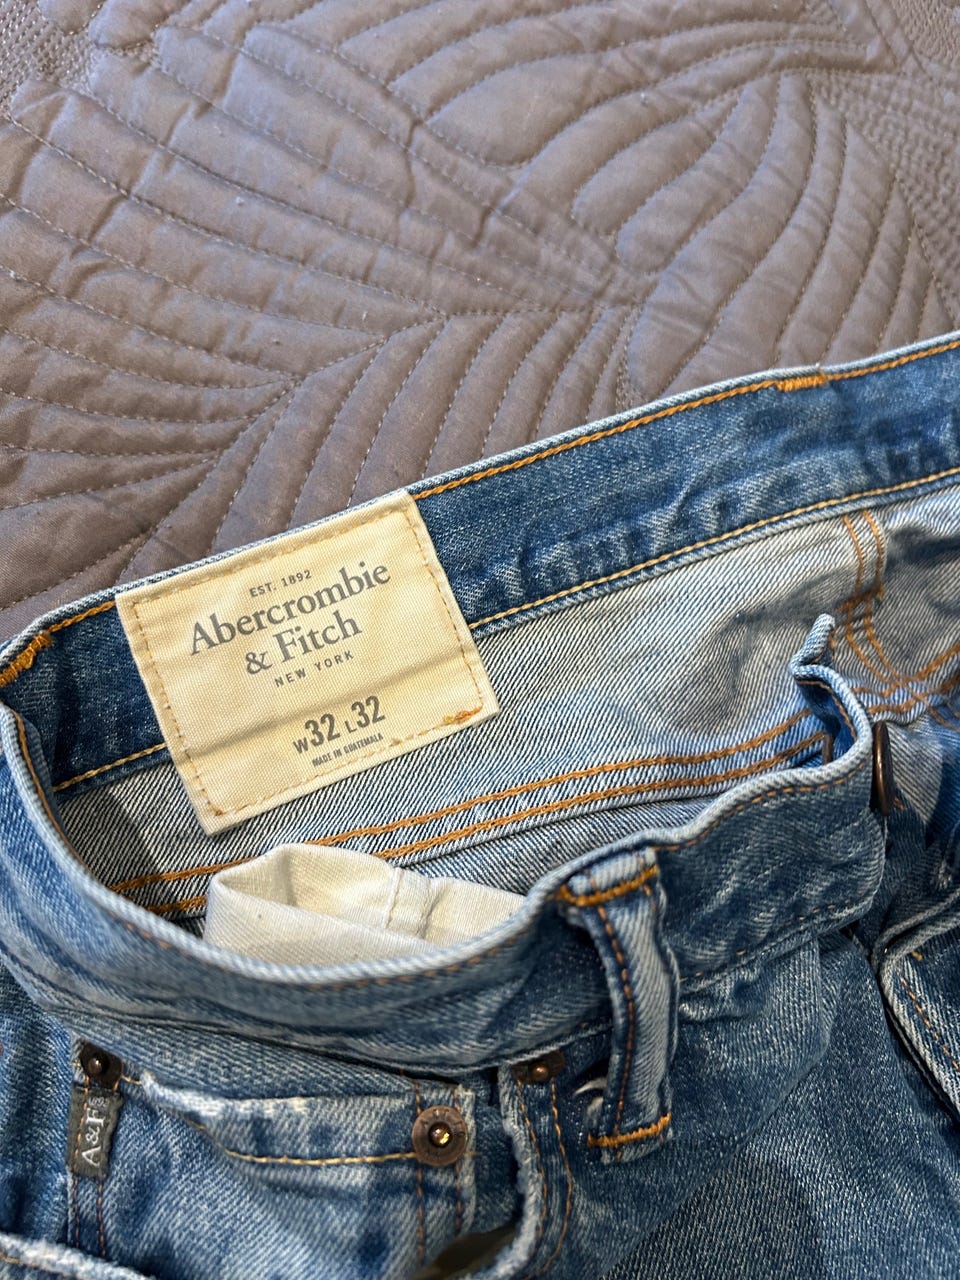 EST. 1892
Abercrombie
& Fitch
NEW YORK
W32 L32
MADE IN GUATEMALA
A&F